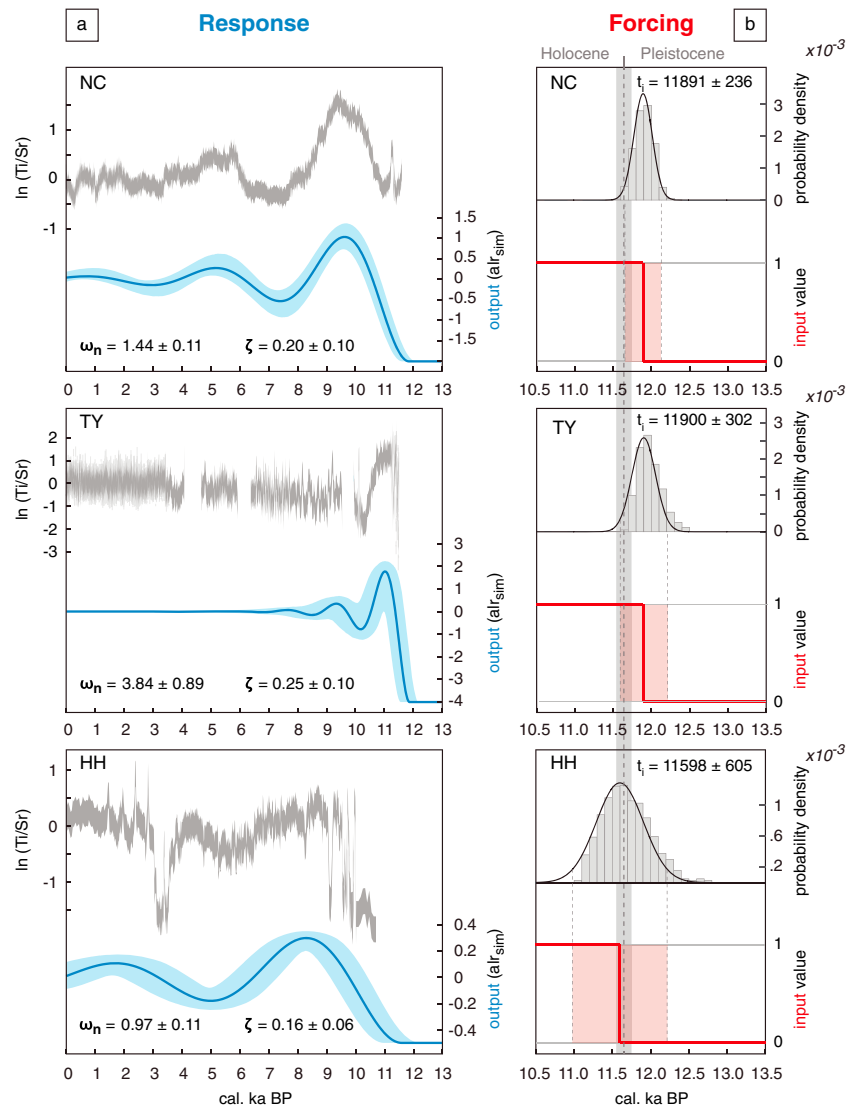 a
Response
Forcing
b
Holocene
Pleistocene
x10-3
NC
ln (Ti/Sr)
1
0
-1
1.5
1
0.5
0
-0.5
-1
-1.5
output (alrsim)
ωn = 1.44 ± 0.11
ζ = 0.20 ± 0.10
0 1 2 3 4 5 6 7 8 9 10 11 12 13
NC
ti = 11891 ± 236
3
2
1
0
probability density
1
0
input value
10.5 11.0 11.5 12.0 12.5 13.0 13.5
x10-3
TY
ln (Ti/Sr)
2
1
0
-1
-2
-3
3
2
1
0
-1
-2
-3
-4
output (alrsim)
ωn = 3.84 ± 0.89
ζ = 0.25 ± 0.10
0 1 2 3 4 5 6 7 8 9 10 11 12 13
TY
ti = 11900 ± 302
3
2
1
0
probability density
1
0
input value
10.5 11.0 11.5 12.0 12.5 13.0 13.5
x10-3
HH
ln (Ti/Sr)
1
0
-1
0.4
0.2
0
-0.2
-0.4
output (alrsim)
ωn = 0.97 ± 0.11
ζ = 0.16 ± 0.06
0 1 2 3 4 5 6 7 8 9 10 11 12 13
cal. ka BP
HH
ti = 11598 ± 605
1
.6
.2
probability density
1
0
input value
10.5 11.0 11.5 12.0 12.5 13.0 13.5
cal. ka BP